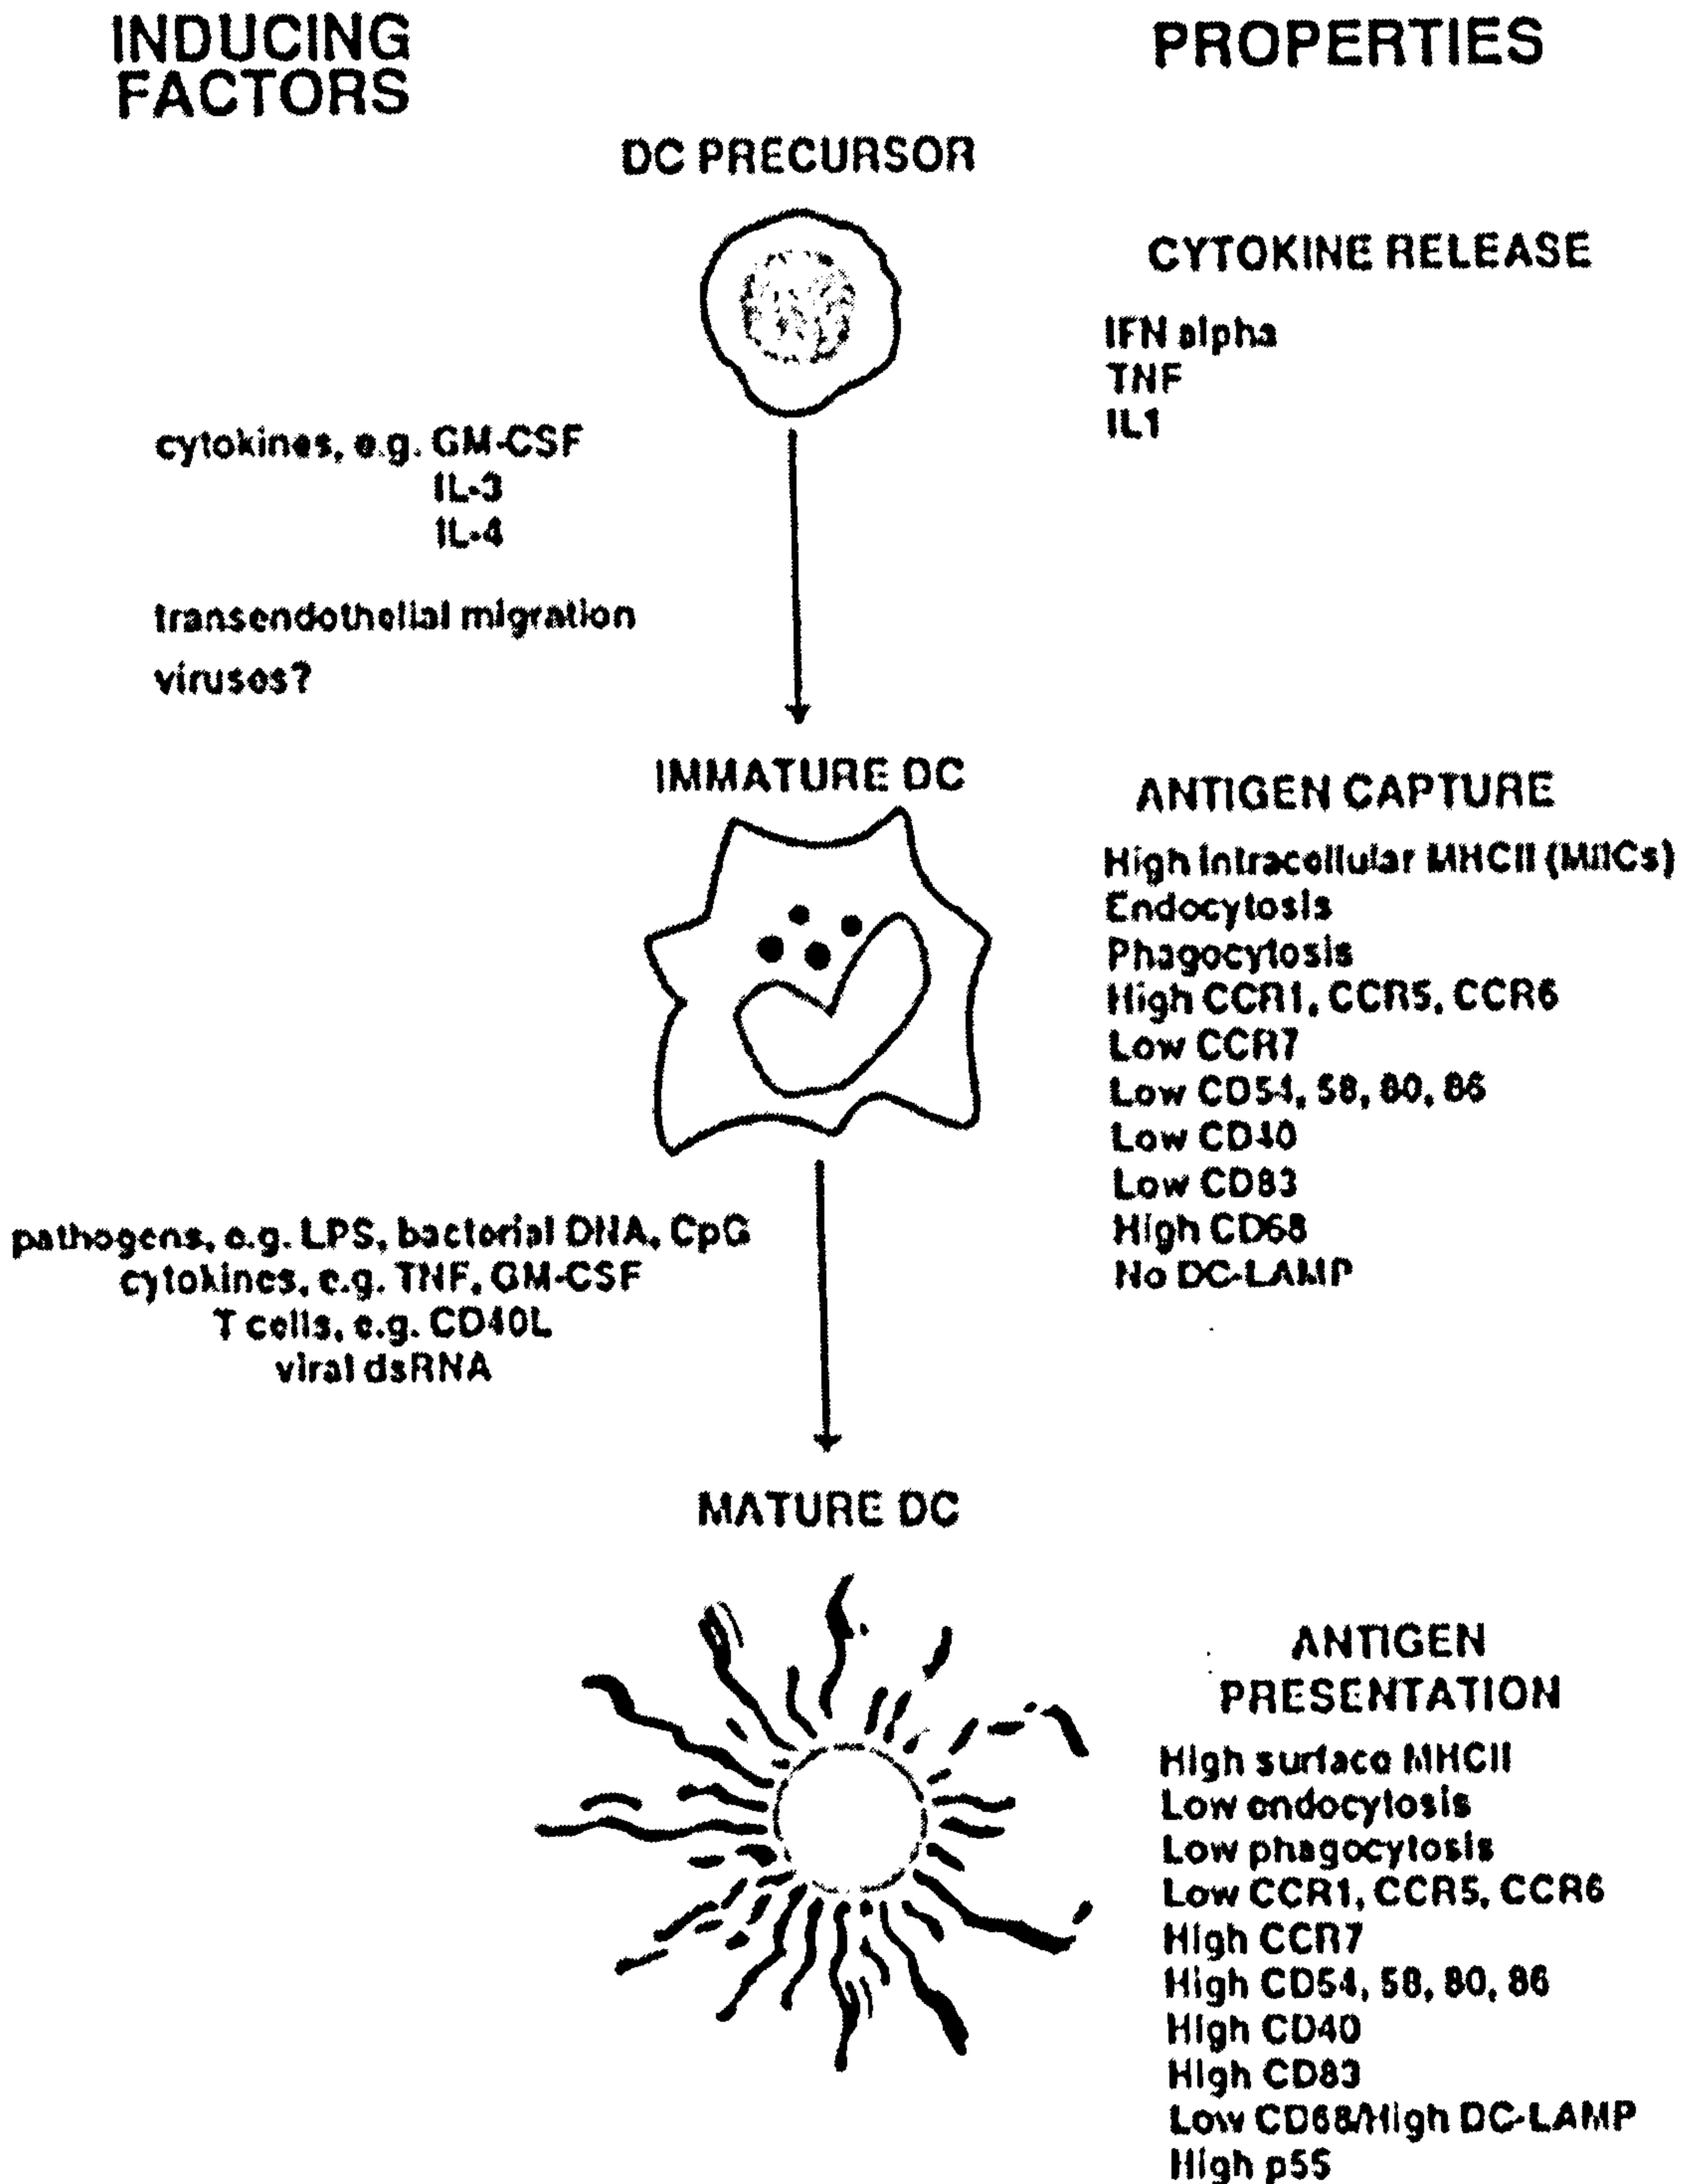 INDUCING
FACTORS
PROPERTIES
DC PRECURSOR
CYTOKINE RELEASE
IFN alpha
TNF
IL1
cytokines, e.g. GM-CSF
IL-3
IL-4
transendothelial migration
viruses?
IMMATURE DC
ANTIGEN CAPTURE
High intracellular MHCII (MIICs)
Endocytosis
Phagocytosis
High CCR1, CCR5, CCR6
Low CCR7
Low CD54, 58, 80, 86
Low CD40
Low CD83
High CD68
No DC-LAMP
pathogens, e.g. LPS, bacterial DNA, CpG
cytokines, e.g. TNF, GM-CSF
T cells, e.g. CD40L
viral dsRNA
MATURE DC
ANTIGEN
PRESENTATION
High surface MHCII
Low endocytosis
Low phagocytosis
Low CCR1, CCR5, CCR6
High CCR7
High CD54, 58, 80, 86
High CD40
High CD83
Low CD68/High DC-LAMP
High p55